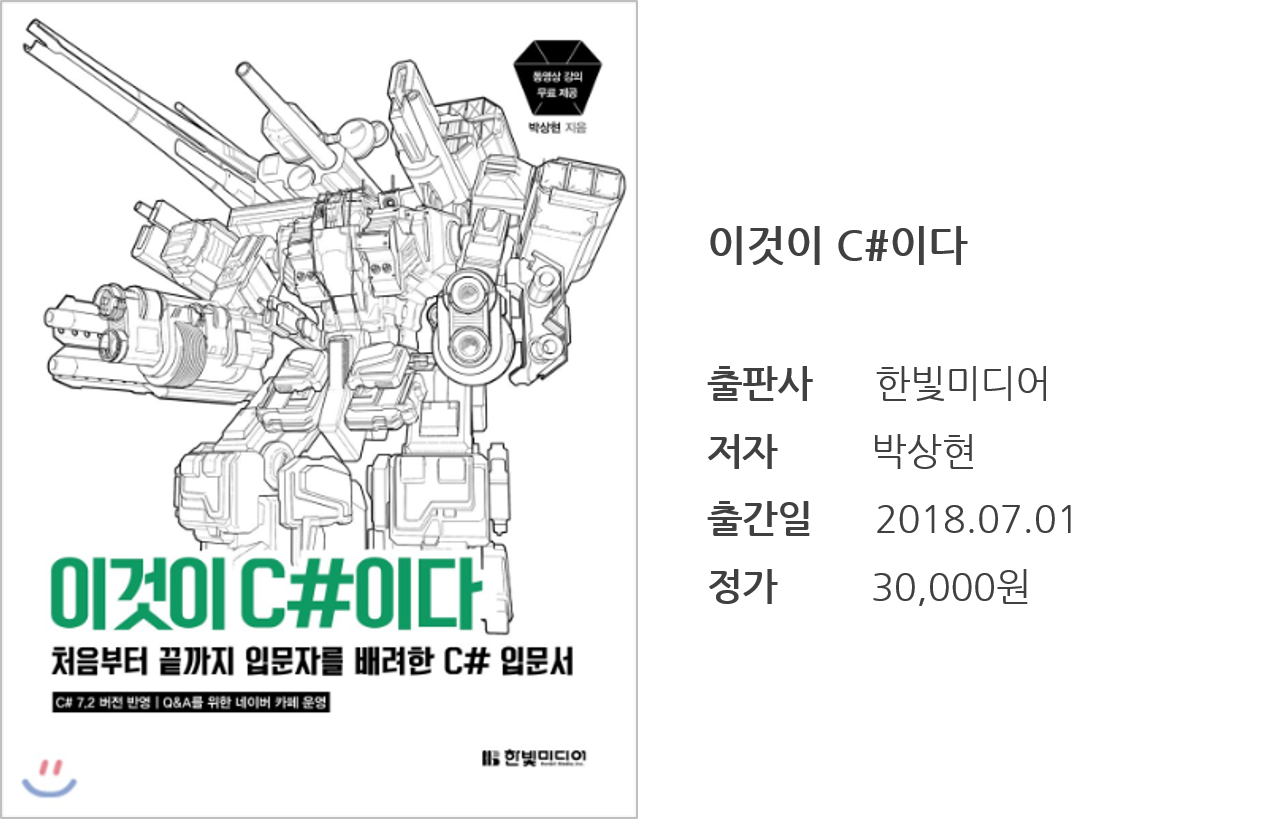 동영상 강의
무료 제공
박상현 지음
이것이 C#이다
처음부터 끝까지 입문자를 배려한 C# 입문서
C# 7.2 버전 반영 | Q&A를 위한 네이버 카페 운영
한빛미디어
이것이 C#이다
출판사 한빛미디어
저자 박상현
출간일 2018.07.01
정가 30,000원